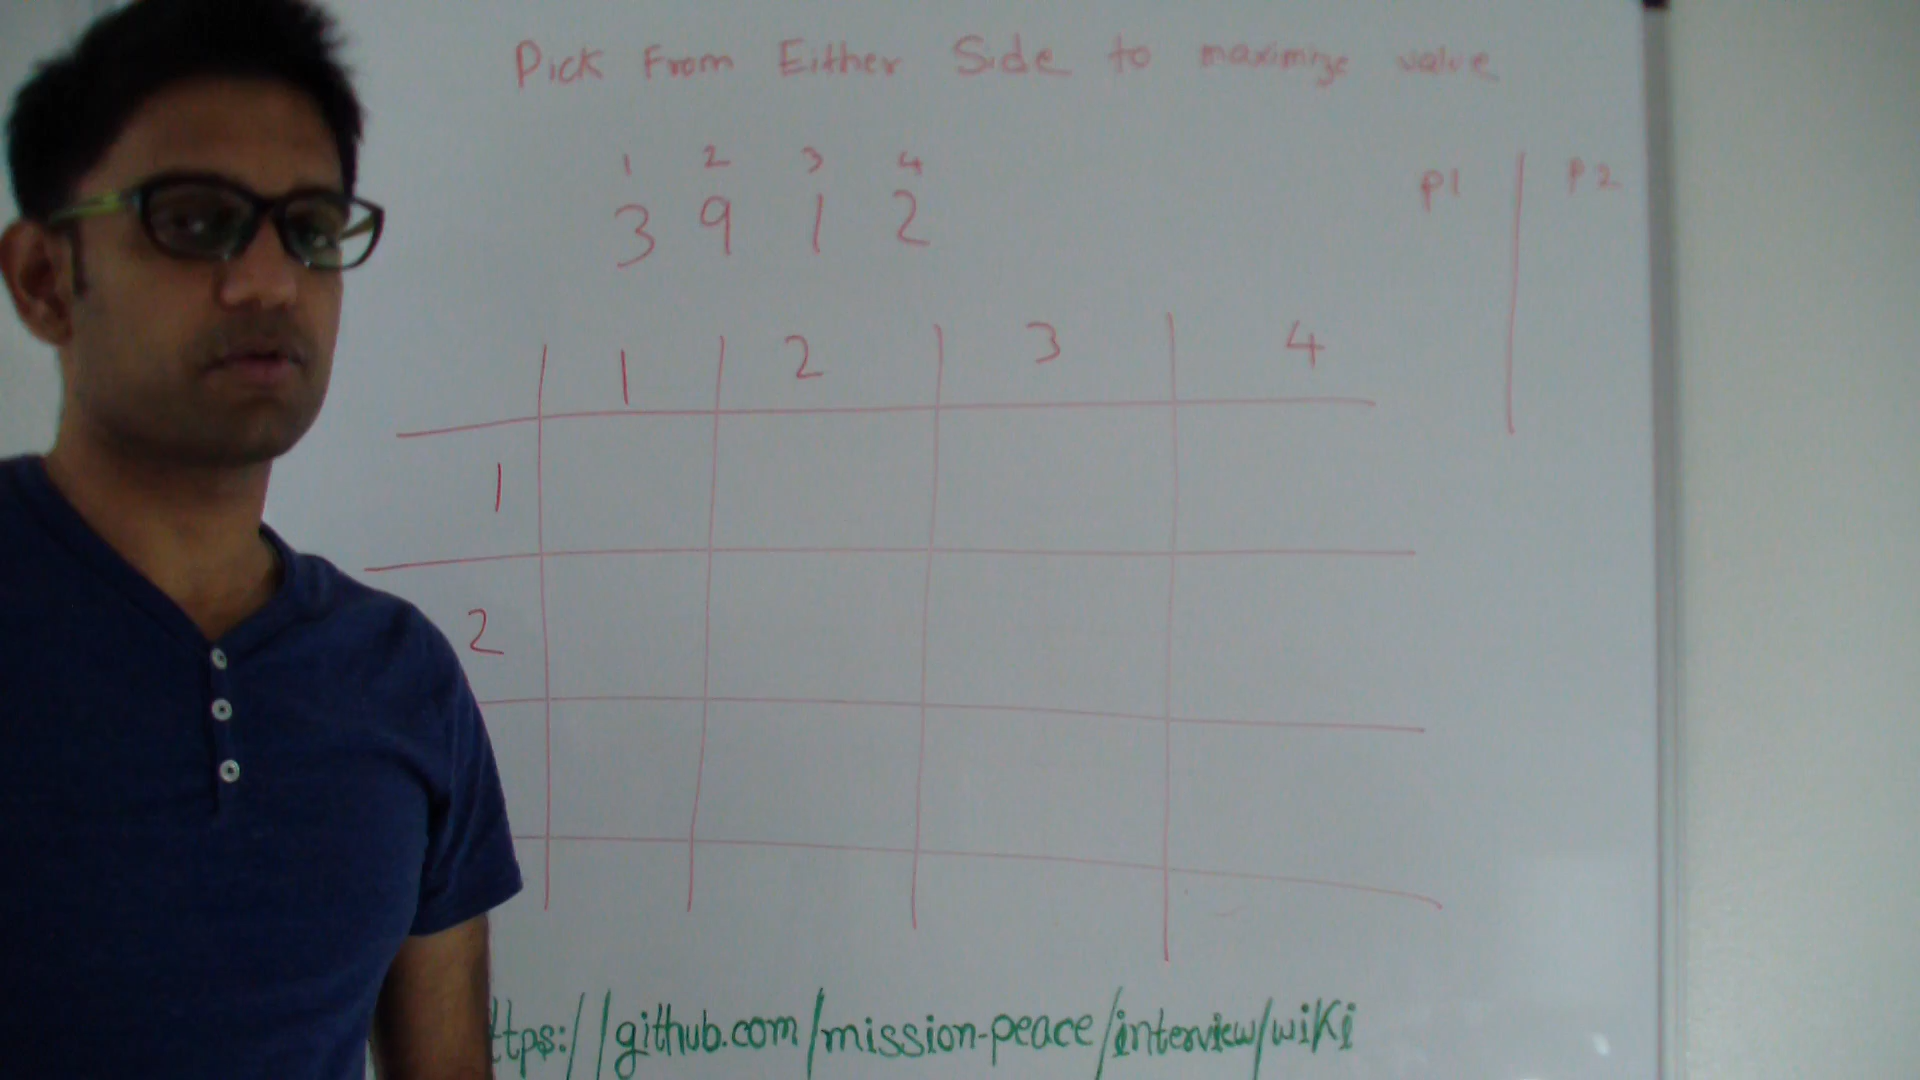 Pick From Either Side to maximize value
1 2 3 4
3 9 1 2
P1 P2
1 2 3 4
1
2
ttps://github.com/mission-peace/interview/wiki